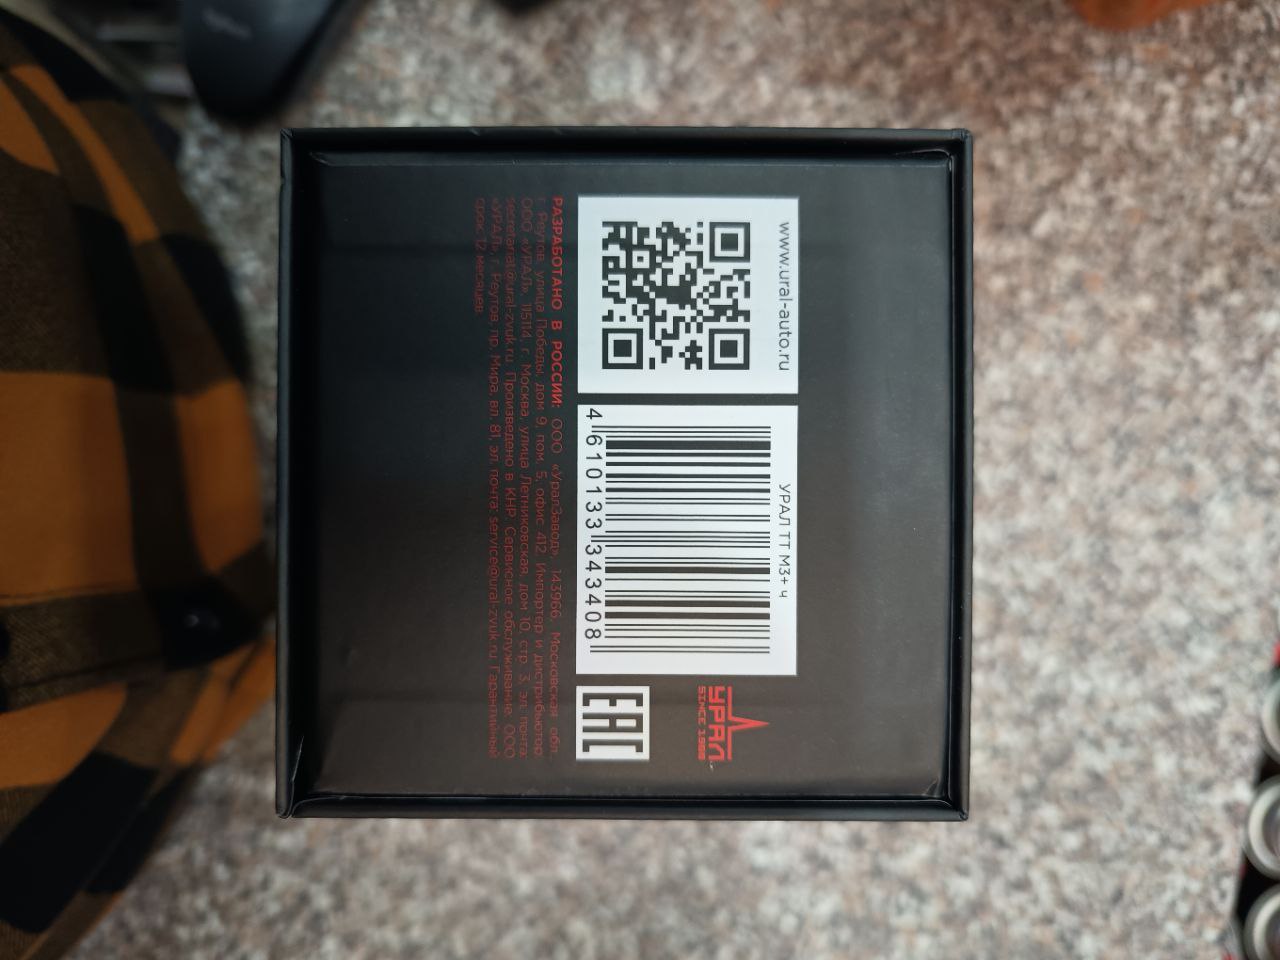 www.ural-auto.ru
УРАЛ ТТ М3+ ч
4 610133 343408
УРАЛ
SINCE 1968
EAC
РАЗРАБОТАНО В РОССИИ: ООО «УралЗавод», 143966, Московская обл.,
г. Реутов, улица Победы, дом 9, пом. 5, офис 412. Импортер и дистрибьютор:
ООО «УРАЛ», 115114, г. Москва, улица Летниковская, дом 10, стр. 3, эл. почта:
secretariat@ural-zvuk.ru. Произведено в КНР. Сервисное обслуживание: ООО
«УРАЛ», г. Реутов, пр. Мира, вл. 81, эл. почта: service@ural-zvuk.ru. Гарантийный
срок: 12 месяцев.